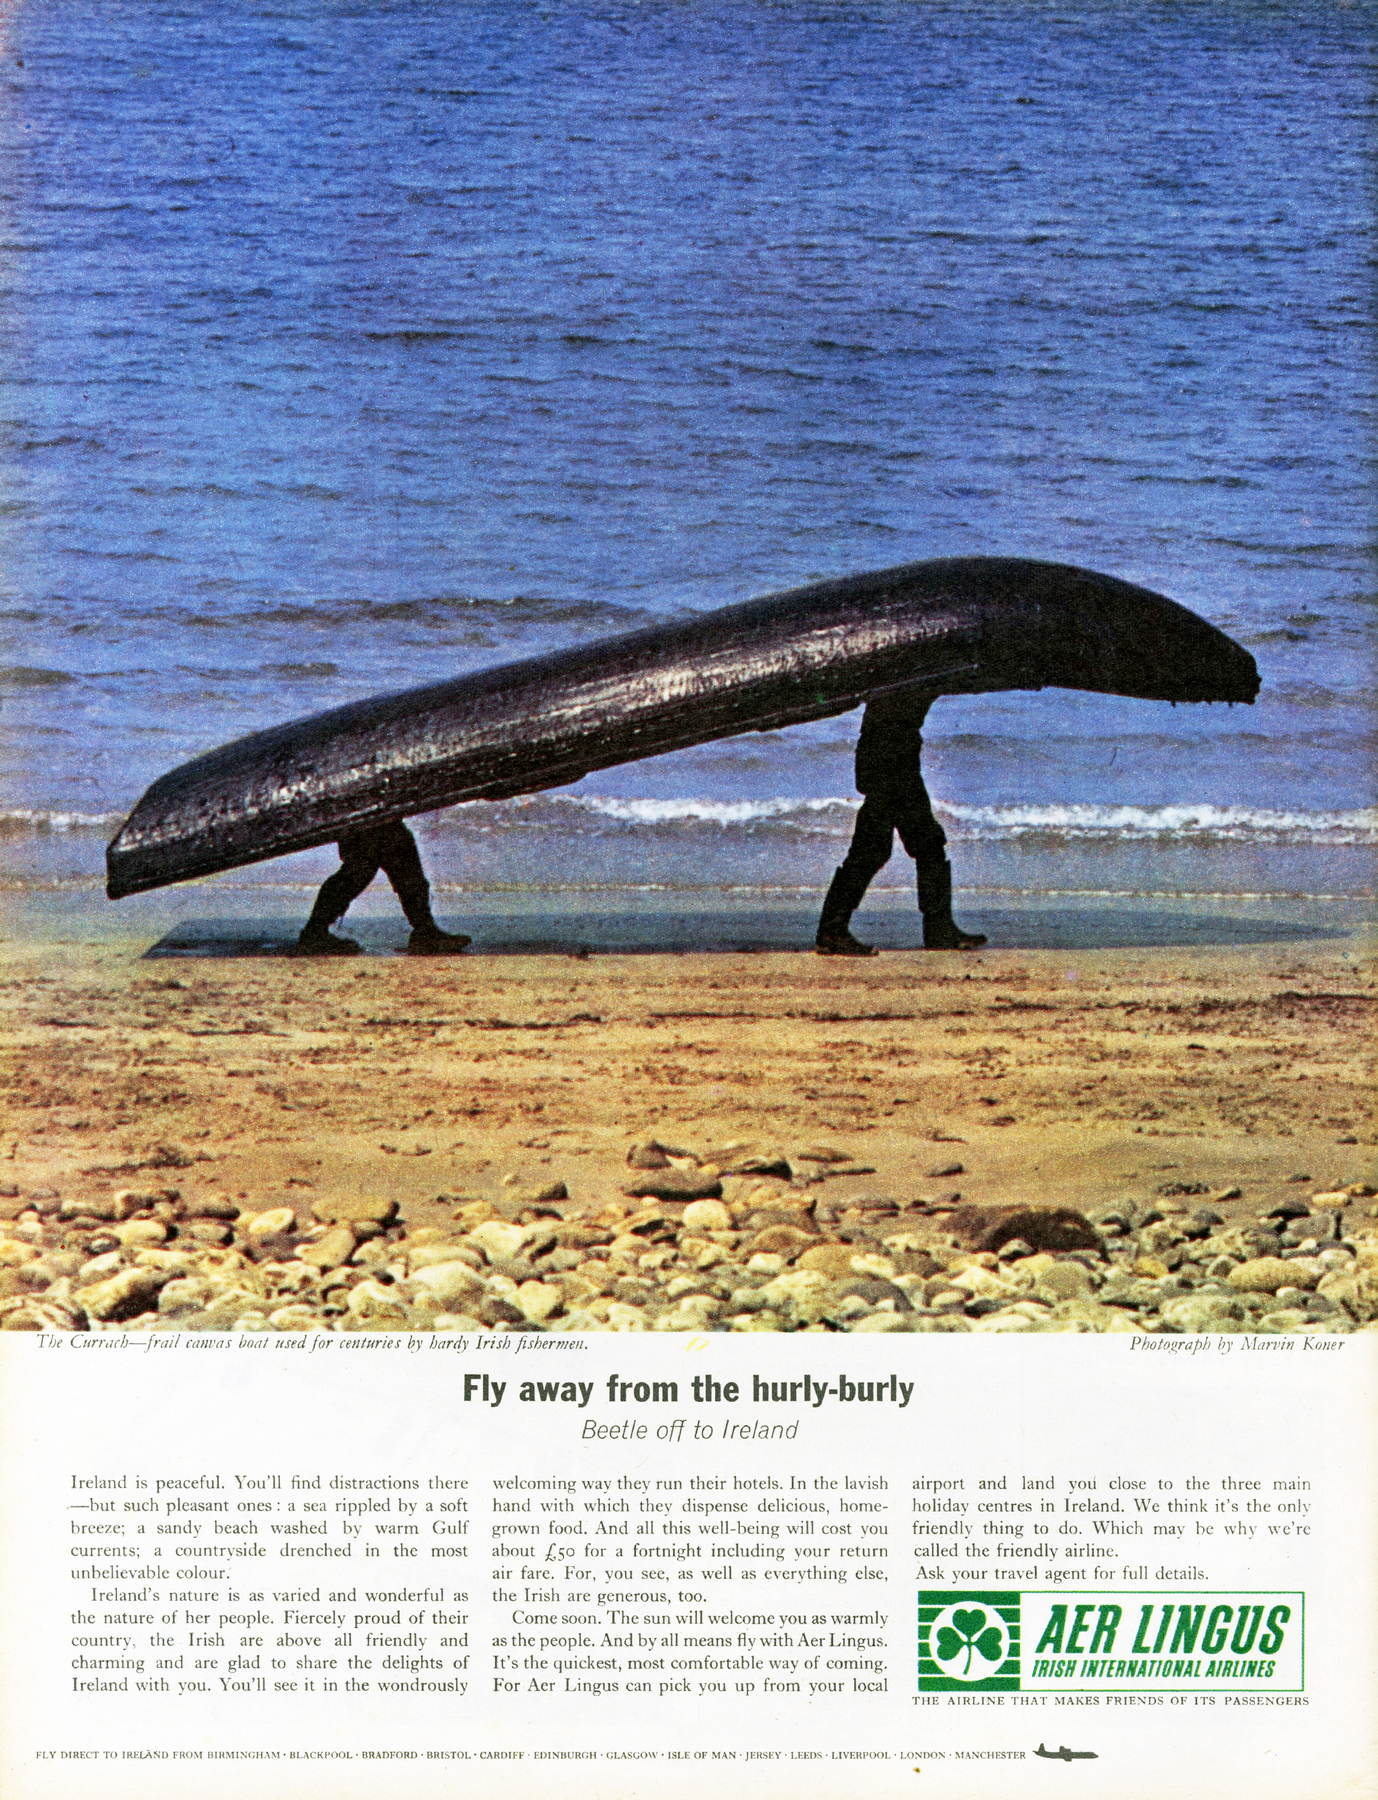 The Currach—frail canvas boat used for centuries by hardy Irish fishermen.
Photograph by Marvin Koner
Fly away from the hurly-burly
Beetle off to Ireland
Ireland is peaceful. You'll find distractions there
—but such pleasant ones: a sea rippled by a soft
breeze; a sandy beach washed by warm Gulf
currents; a countryside drenched in the most
unbelievable colour.
Ireland's nature is as varied and wonderful as
the nature of her people. Fiercely proud of their
country, the Irish are above all friendly and
charming and are glad to share the delights of
Ireland with you. You'll see it in the wondrously
welcoming way they run their hotels. In the lavish
hand with which they dispense delicious, home-
grown food. And all this well-being will cost you
about £50 for a fortnight including your return
air fare. For, you see, as well as everything else,
the Irish are generous, too.
Come soon. The sun will welcome you as warmly
as the people. And by all means fly with Aer Lingus.
It's the quickest, most comfortable way of coming.
For Aer Lingus can pick you up from your local
airport and land you close to the three main
holiday centres in Ireland. We think it's the only
friendly thing to do. Which may be why we're
called the friendly airline.
Ask your travel agent for full details.
AER LINGUS
IRISH INTERNATIONAL AIRLINES
THE AIRLINE THAT MAKES FRIENDS OF ITS PASSENGERS
FLY DIRECT TO IRELAND FROM BIRMINGHAM · BLACKPOOL · BRADFORD · BRISTOL · CARDIFF · EDINBURGH · GLASGOW · ISLE OF MAN · JERSEY · LEEDS · LIVERPOOL · LONDON · MANCHESTER